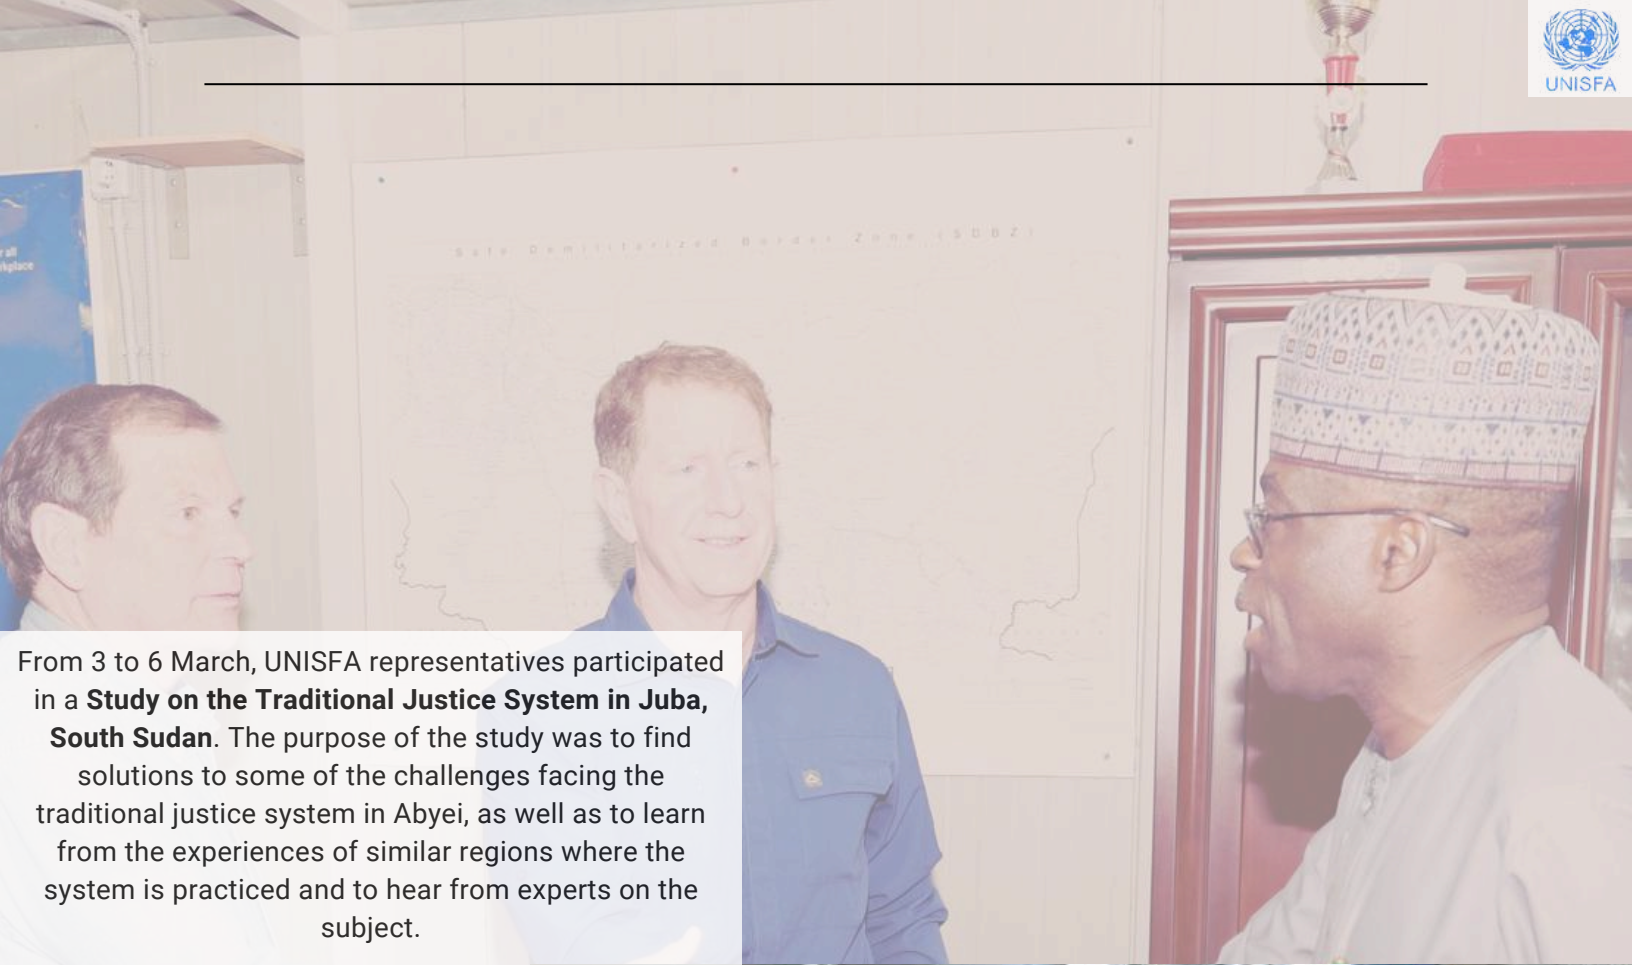 UNISFA
r all
rkplace
Safe Demilitarized Border Zone (SDBZ)
From 3 to 6 March, UNISFA representatives participated
in a Study on the Traditional Justice System in Juba,
South Sudan. The purpose of the study was to find
solutions to some of the challenges facing the
traditional justice system in Abyei, as well as to learn
from the experiences of similar regions where the
system is practiced and to hear from experts on the
subject.